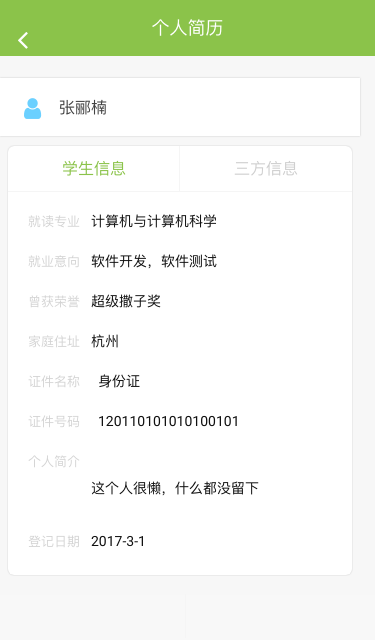 个人简历
张郦楠
学生信息 三方信息
就读专业 计算机与计算机科学
就业意向 软件开发，软件测试
曾获荣誉 超级撒子奖
家庭住址 杭州
证件名称 身份证
证件号码 120110101010100101
个人简介
这个人很懒，什么都没留下
登记日期 2017-3-1